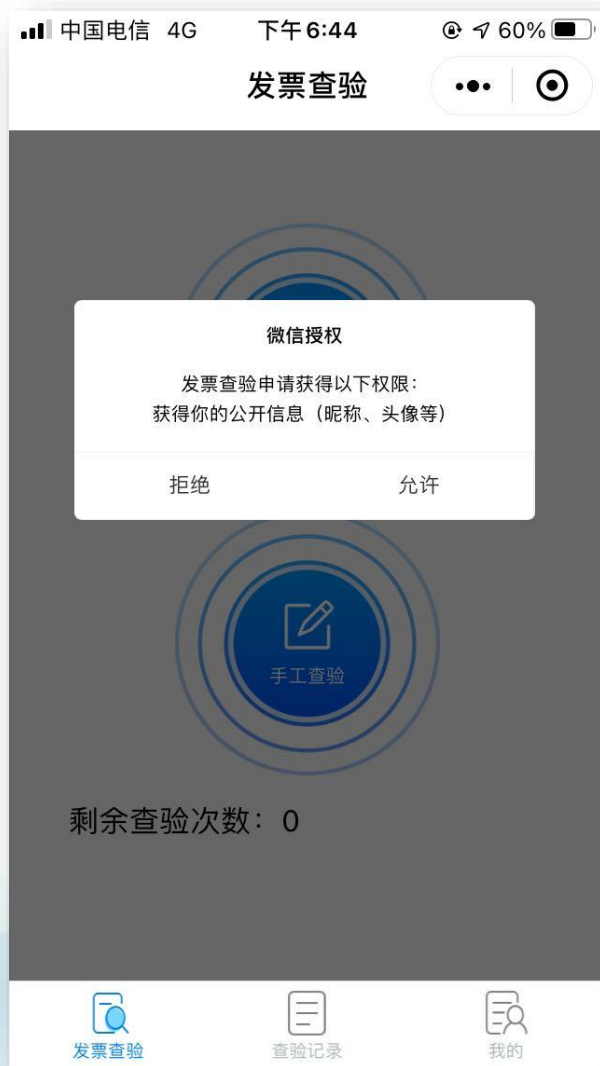 中国电信 4G 下午6:44 60%
发票查验
微信授权
发票查验申请获得以下权限：
获得你的公开信息（昵称、头像等）
拒绝 允许
手工查验
剩余查验次数：0
发票查验 查验记录 我的